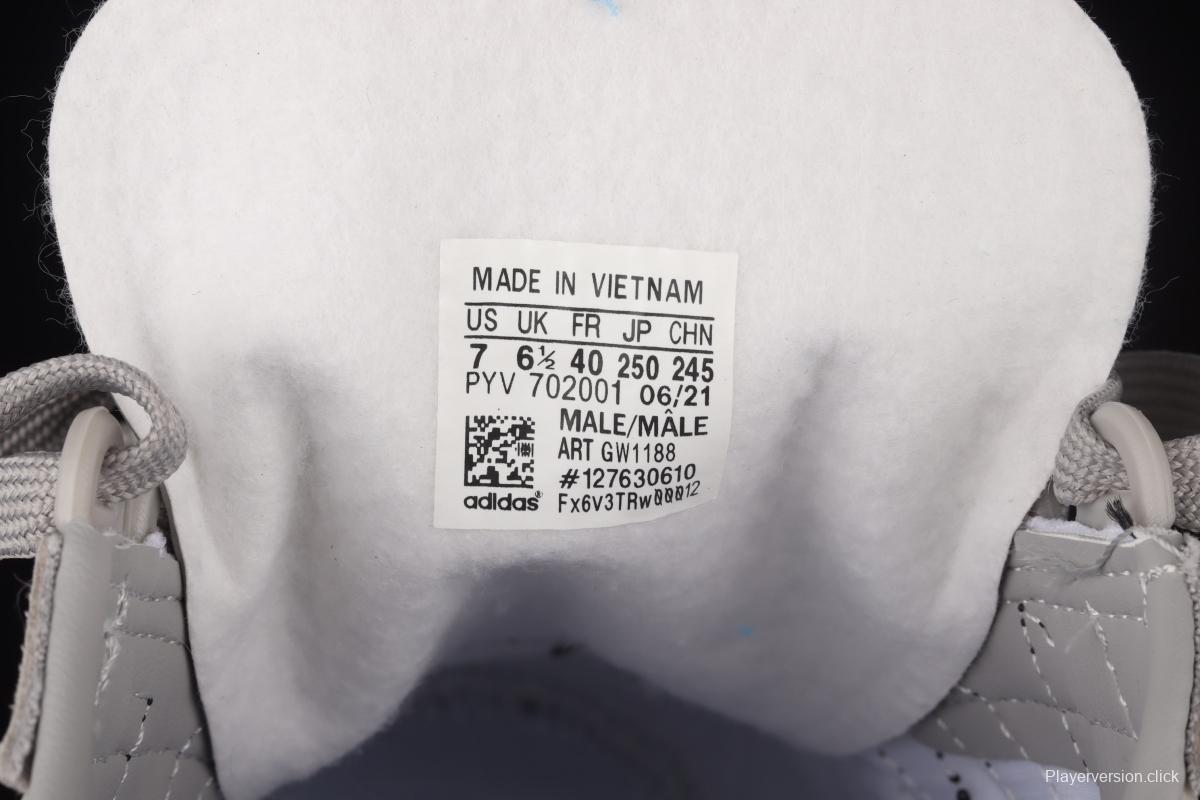 MADE IN VIETNAM
US UK FR JP CHN
7 6½ 40 250 245
PYV 702001 06/21
MALE/MÂLE
ART GW1188
#127630610
adidas® Fx6V3TRw00012
Playerversion.click